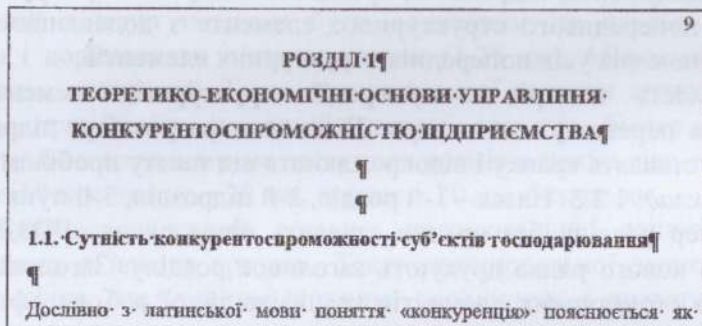 9
РОЗДІЛ·1¶
ТЕОРЕТИКО-ЕКОНОМІЧНІ·ОСНОВИ·УПРАВЛІННЯ·
КОНКУРЕНТОСПРОМОЖНІСТЮ·ПІДПРИЄМСТВА¶
¶
¶
1.1.·Сутність·конкурентоспроможності·суб’єктів·господарювання¶
¶
Дослівно· з· латинської· мови· поняття· «конкуренція»· пояснюється· як·